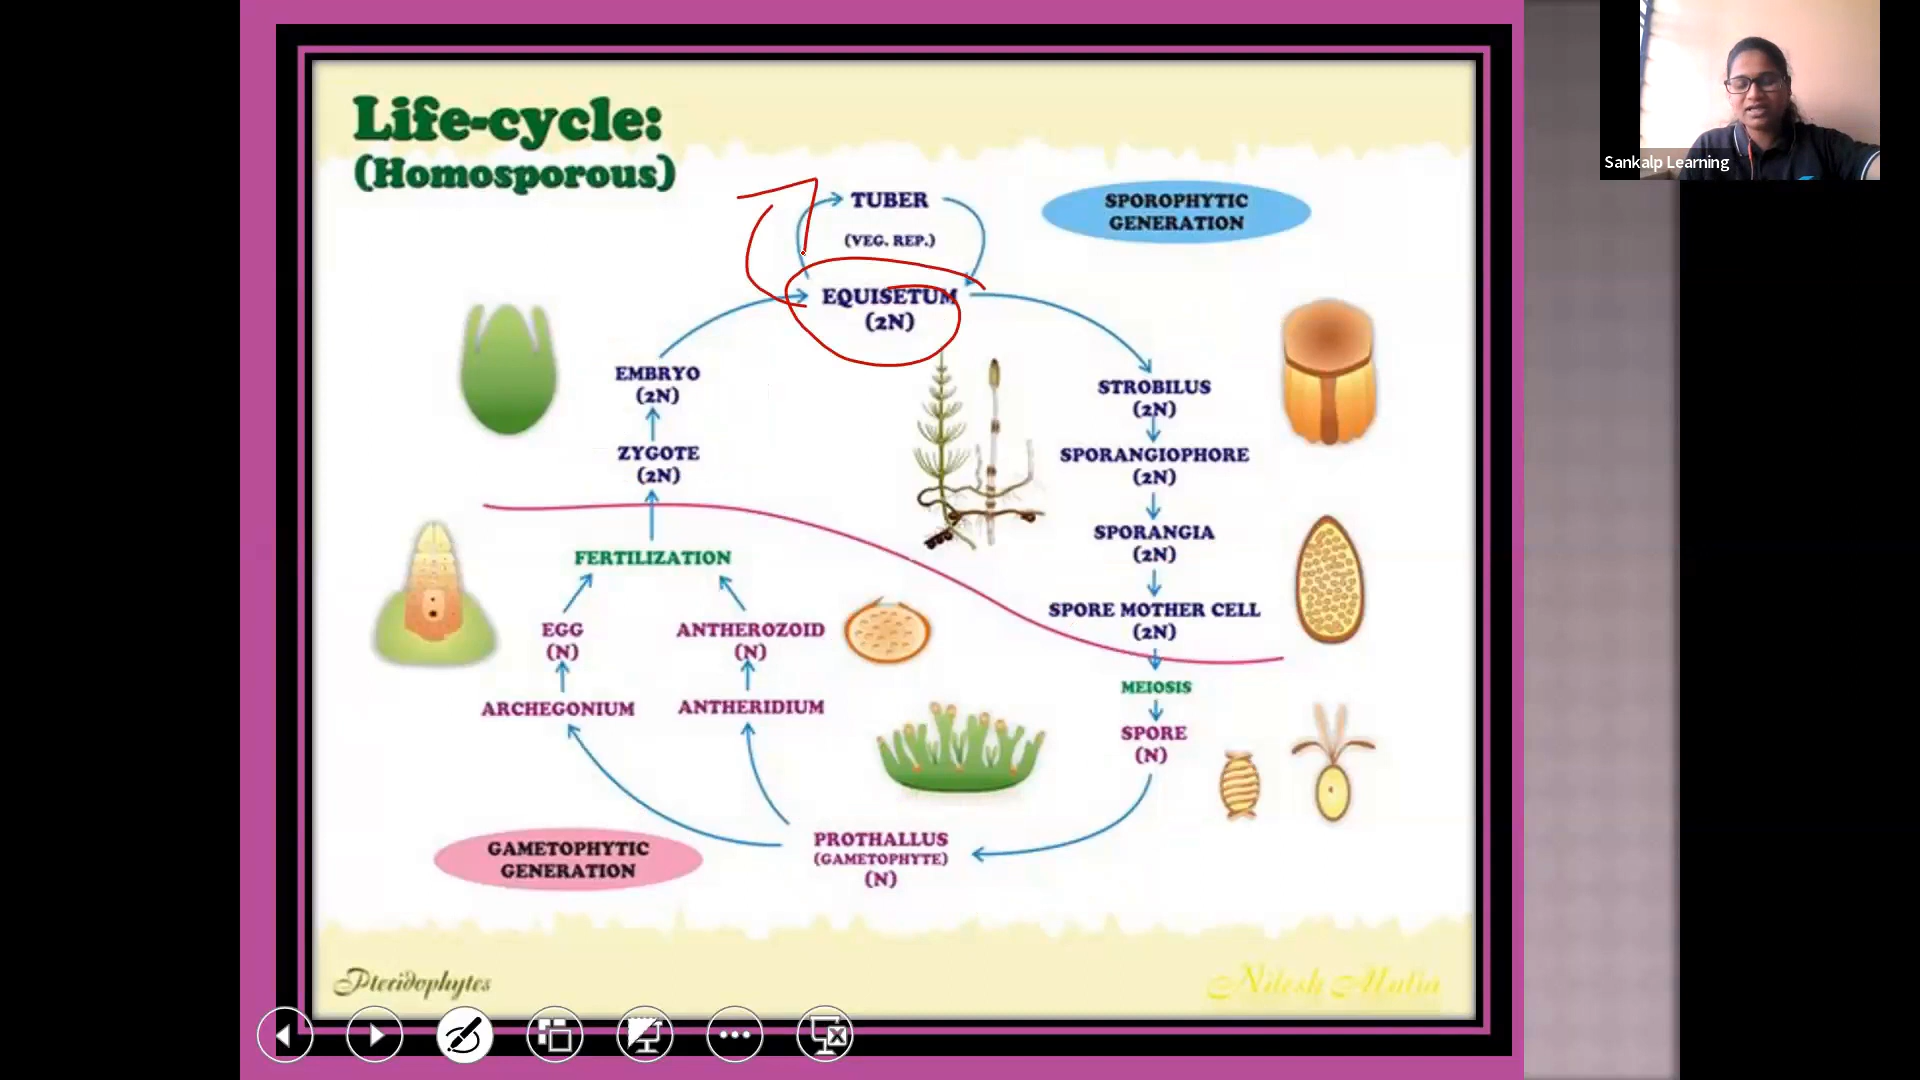 Life-cycle:
(Homosporous)
TUBER
(VEG. REP.)
SPOROPHYTIC
GENERATION
EQUISETUM
(2N)
EMBRYO
(2N)
ZYGOTE
(2N)
FERTILIZATION
EGG
(N)
ANTHEROZOID
(N)
ARCHEGONIUM
ANTHERIDIUM
STROBILUS
(2N)
SPORANGIOPHORE
(2N)
SPORANGIA
(2N)
SPORE MOTHER CELL
(2N)
MEIOSIS
SPORE
(N)
PROTHALLUS
(GAMETOPHYTE)
(N)
GAMETOPHYTIC
GENERATION
Pteridophytes
Nilesh Mulia
Sankalp Learning